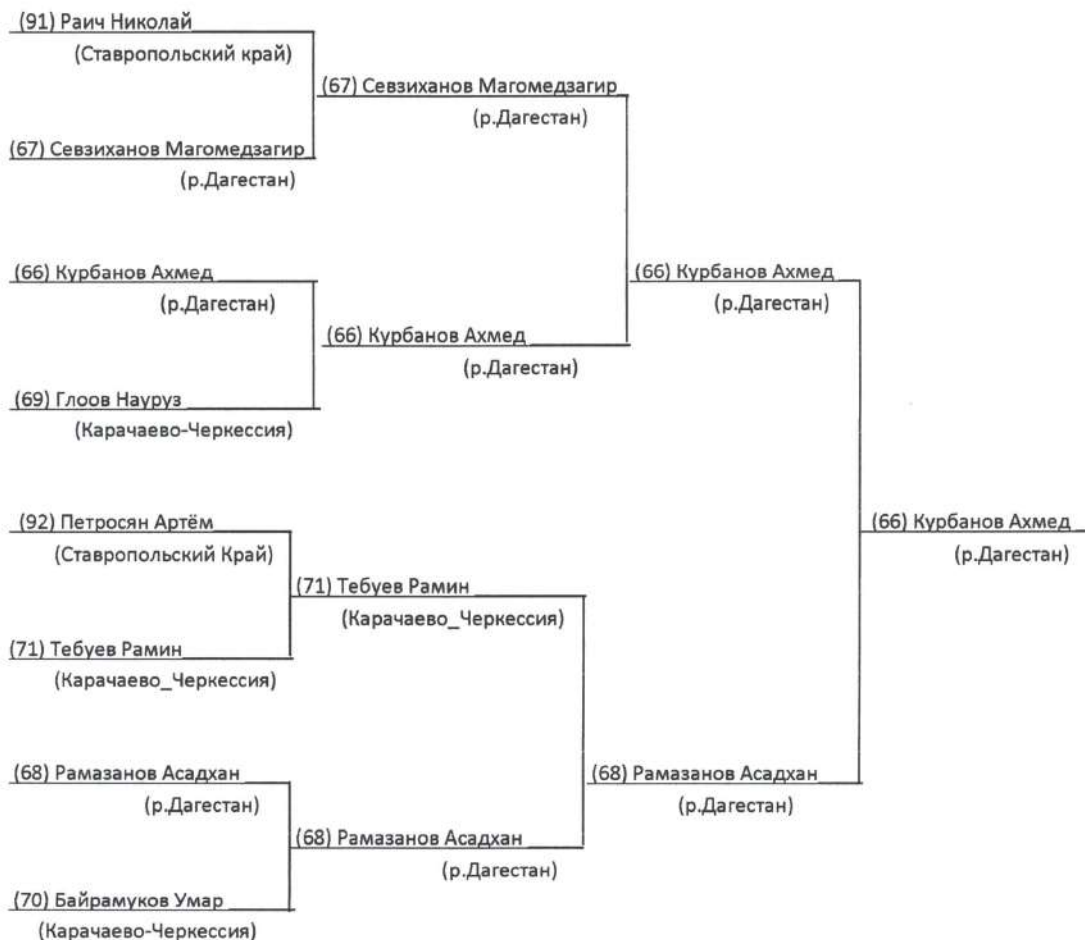 (91) Раич Николай
(Ставропольский край)
(67) Севзиханов Магомедзагир
(р.Дагестан)
(67) Севзиханов Магомедзагир
(р.Дагестан)
(66) Курбанов Ахмед
(р.Дагестан)
(66) Курбанов Ахмед
(р.Дагестан)
(66) Курбанов Ахмед
(р.Дагестан)
(69) Глоов Науруз
(Карачаево-Черкессия)
(92) Петросян Артём
(Ставропольский Край)
(66) Курбанов Ахмед
(р.Дагестан)
(71) Тебуев Рамин
(Карачаево_Черкессия)
(71) Тебуев Рамин
(Карачаево_Черкессия)
(68) Рамазанов Асадхан
(р.Дагестан)
(68) Рамазанов Асадхан
(р.Дагестан)
(68) Рамазанов Асадхан
(р.Дагестан)
(70) Байрамуков Умар
(Карачаево-Черкессия)